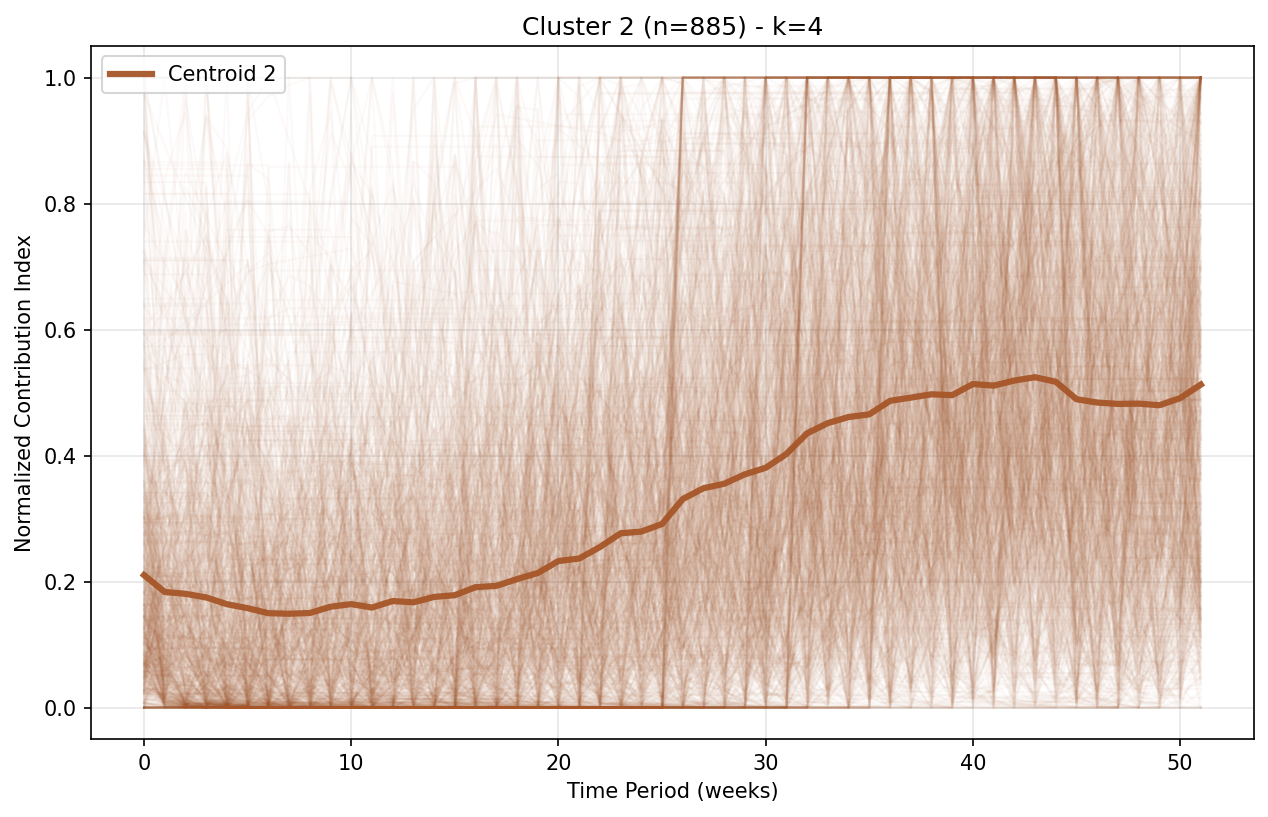 Cluster 2 (n=885) - k=4
Centroid 2
Normalized Contribution Index
1.0
0.8
0.6
0.4
0.2
0.0
0 10 20 30 40 50
Time Period (weeks)